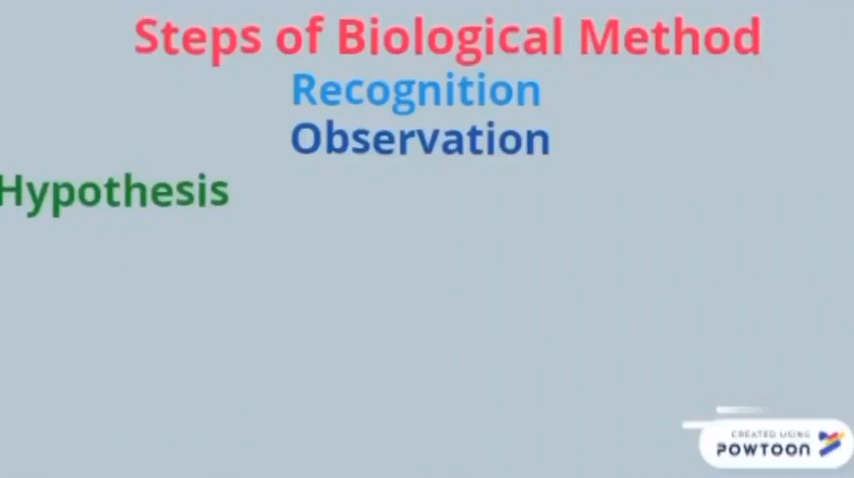 Steps of Biological Method
Recognition
Observation
Hypothesis
CREATED USING
POWTOON